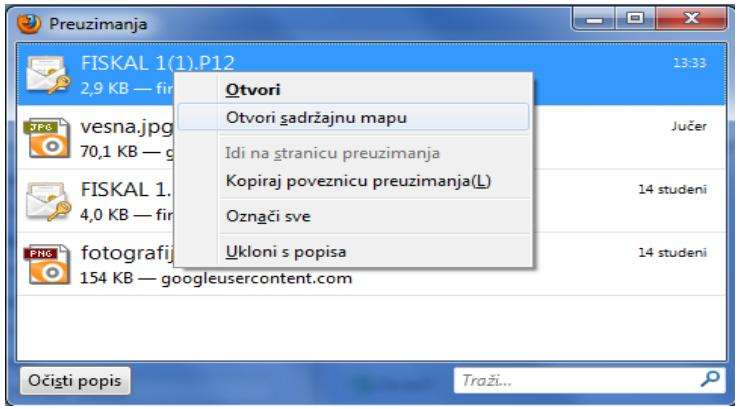 Preuzimanja
FISKAL 1(1).P12
13:33
2,9 KB — fir
Otvori
Otvori sadržajnu mapu
vesna.jpg
Jučer
70,1 KB — g
Idi na stranicu preuzimanja
Kopiraj poveznicu preuzimanja(L)
FISKAL 1.
14 studeni
4,0 KB — fir
Označi sve
Ukloni s popisa
fotografij
14 studeni
154 KB — googleusercontent.com
Očisti popis
Traži...
JPG
PNG